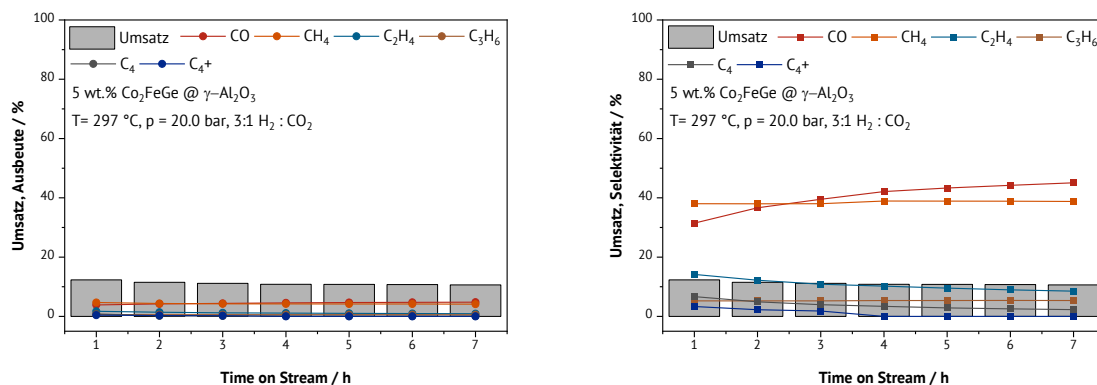 Umsatz CO CH4 C2H4 C3H6
C4 C4+
5 wt.% Co2FeGe @ γ–Al2O3
T= 297 °C, p = 20.0 bar, 3:1 H2 : CO2
Umsatz, Ausbeute / %
100
80
60
40
20
0
1 2 3 4 5 6 7
Time on Stream / h
Umsatz CO CH4 C2H4 C3H6
C4 C4+
5 wt.% Co2FeGe @ γ–Al2O3
T= 297 °C, p = 20.0 bar, 3:1 H2 : CO2
Umsatz, Selektivität / %
100
80
60
40
20
0
1 2 3 4 5 6 7
Time on Stream / h